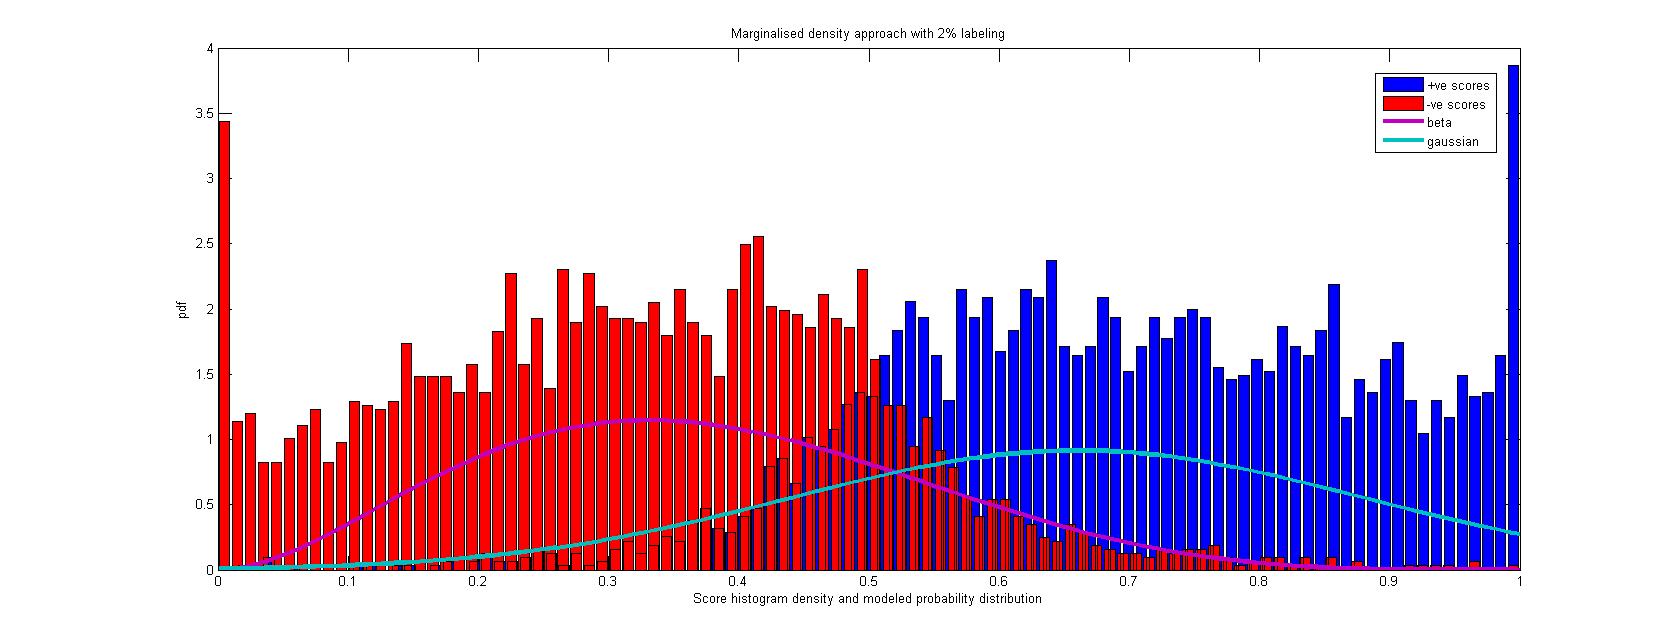 Marginalised density approach with 2% labeling
4
3.5
3
2.5
2
1.5
1
0.5
0
pdf
+ve scores
-ve scores
beta
gaussian
0 0.1 0.2 0.3 0.4 0.5 0.6 0.7 0.8 0.9 1
Score histogram density and modeled probability distribution